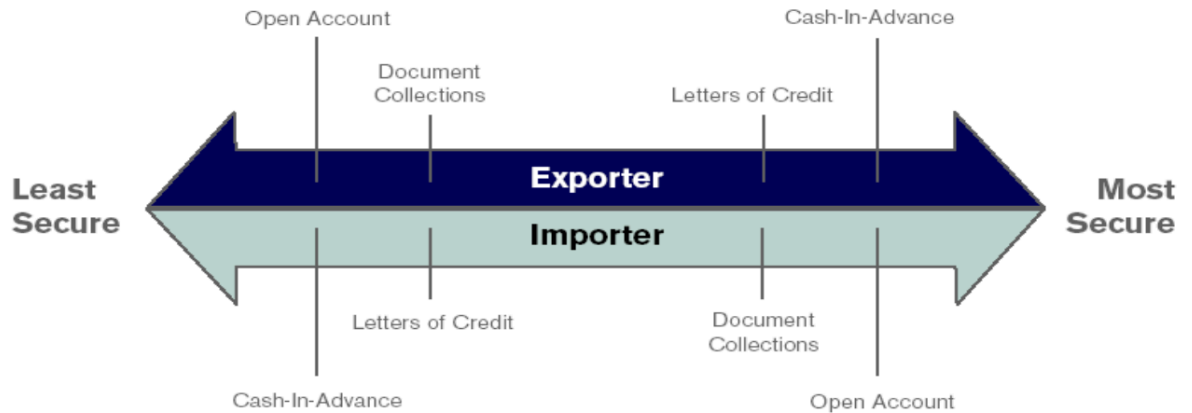 Open Account
Cash-In-Advance
Document
Collections
Letters of Credit
Exporter
Least
Secure
Most
Secure
Importer
Letters of Credit
Document
Collections
Cash-In-Advance
Open Account